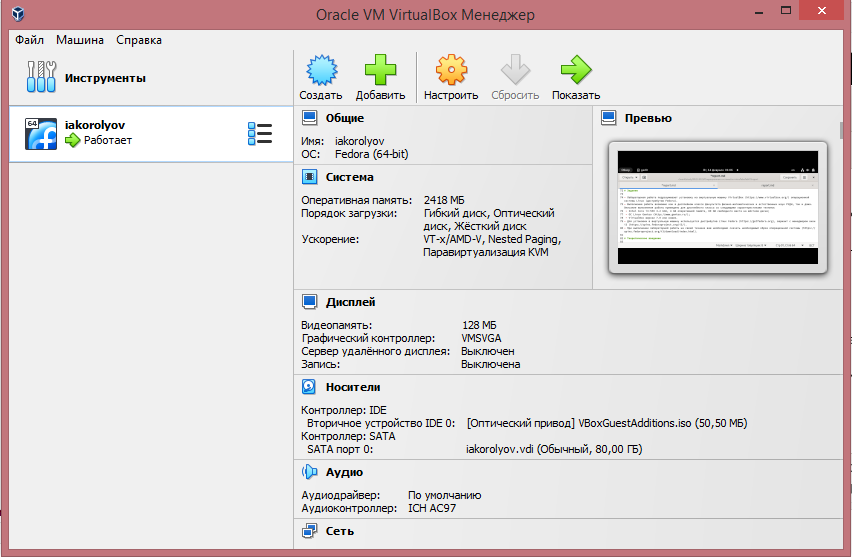 Oracle VM VirtualBox Менеджер
Файл Машина Справка
Инструменты
Создать Добавить Настроить Сбросить Показать
64
iakorolyov
Работает
Общие
Имя: iakorolyov
ОС: Fedora (64-bit)
Система
Оперативная память: 2418 МБ
Порядок загрузки: Гибкий диск, Оптический
диск, Жёсткий диск
Ускорение: VT-x/AMD-V, Nested Paging,
Паравиртуализация KVM
Превью
Дисплей
Видеопамять: 128 МБ
Графический контроллер: VMSVGA
Сервер удалённого дисплея: Выключен
Запись: Выключена
Носители
Контроллер: IDE
Вторичное устройство IDE 0: [Оптический привод] VBoxGuestAdditions.iso (50,50 МБ)
Контроллер: SATA
SATA порт 0: iakorolyov.vdi (Обычный, 80,00 ГБ)
Аудио
Аудиодрайвер: По умолчанию
Аудиоконтроллер: ICH AC97
Сеть